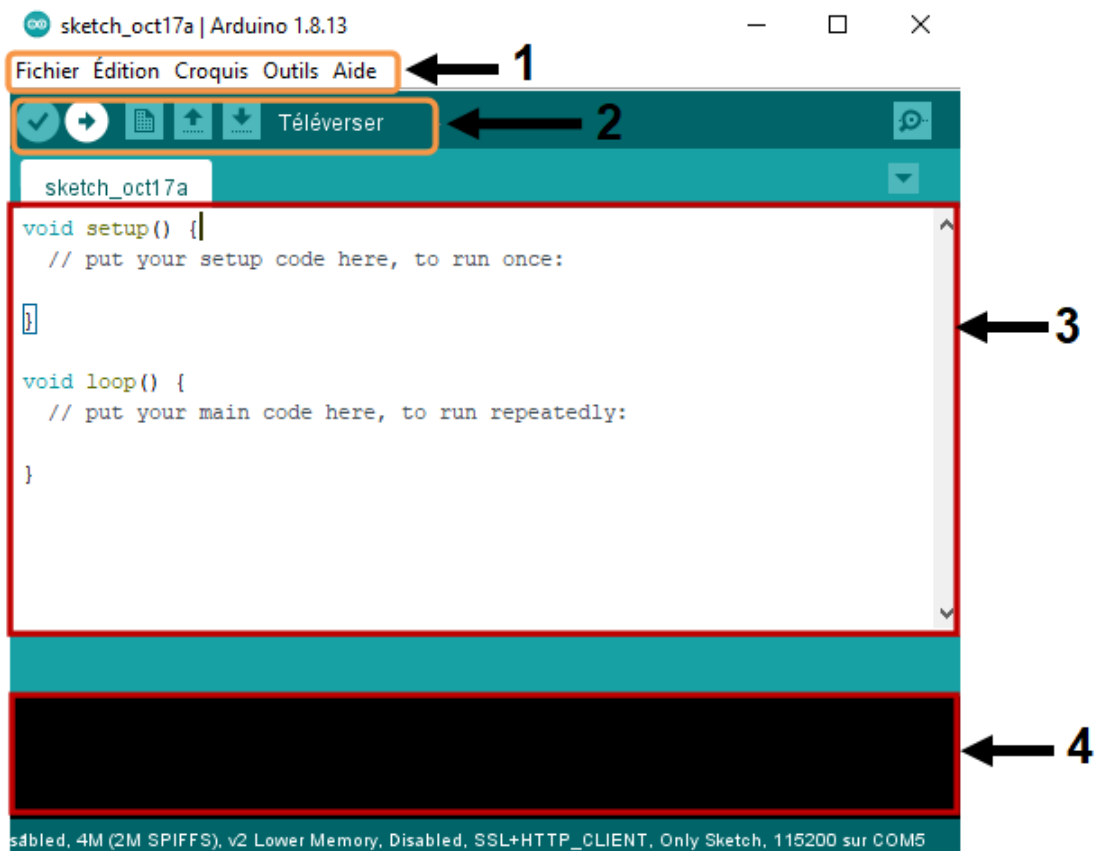 sketch_oct17a | Arduino 1.8.13
Fichier Édition Croquis Outils Aide
1
Téléverser
2
sketch_oct17a
void setup() {
// put your setup code here, to run once:
}
3
void loop() {
// put your main code here, to run repeatedly:
}
4
sabled, 4M (2M SPIFFS), v2 Lower Memory, Disabled, SSL+HTTP_CLIENT, Only Sketch, 115200 sur COM5